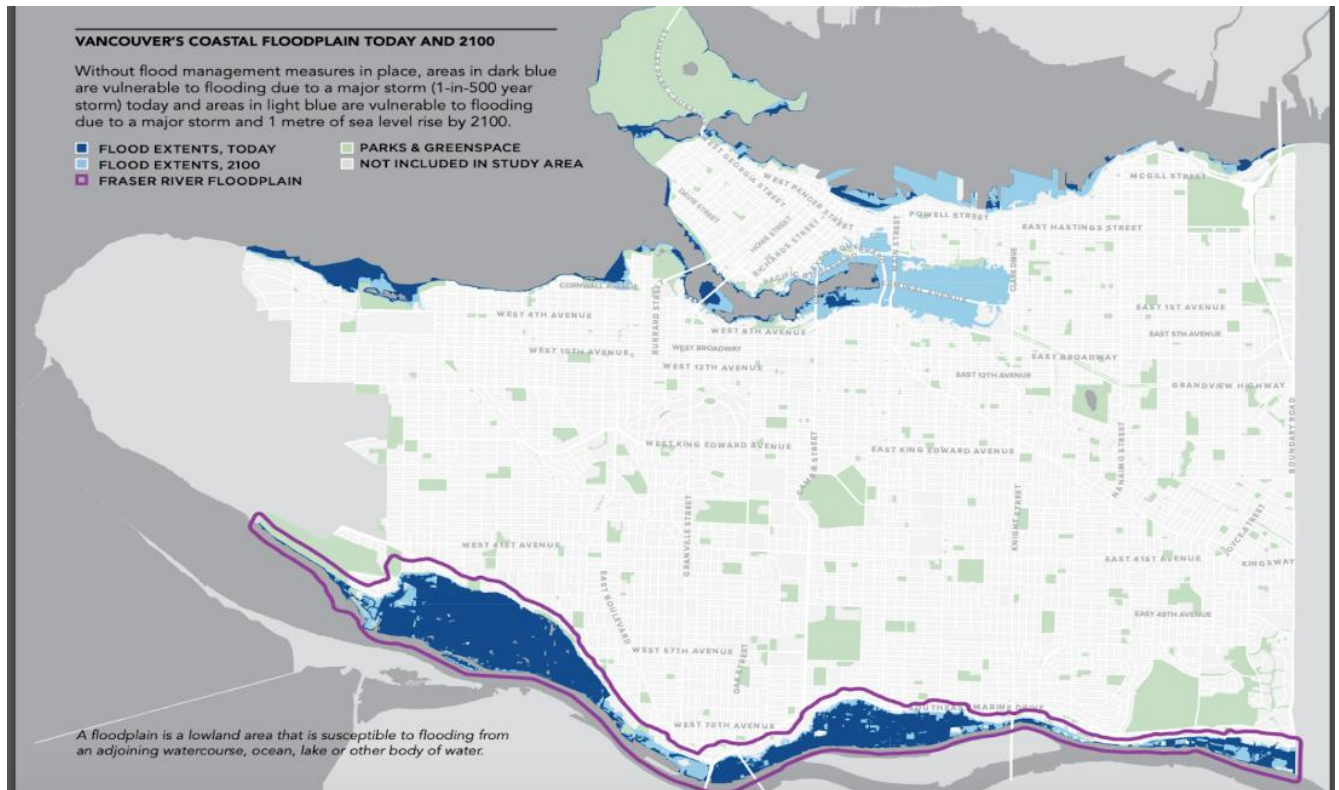 VANCOUVER'S COASTAL FLOODPLAIN TODAY AND 2100
Without flood management measures in place, areas in dark blue
are vulnerable to flooding due to a major storm (1-in-500 year
storm) today and areas in light blue are vulnerable to flooding
due to a major storm and 1 metre of sea level rise by 2100.
FLOOD EXTENTS, TODAY
FLOOD EXTENTS, 2100
FRASER RIVER FLOODPLAIN
PARKS & GREENSPACE
NOT INCLUDED IN STUDY AREA
WEST GEORGIA STREET
WEST PENDER STREET
DAVIE STREET
HOWE STREET
RICHARDS STREET
POWELL STREET
MCGILL STREET
EAST HASTINGS STREET
CLARK DRIVE
CORNWALL AVENUE
WEST 4TH AVENUE
BURRARD STREET
WEST 6TH AVENUE
EAST 1ST AVENUE
EAST 5TH AVENUE
WEST 10TH AVENUE
WEST BROADWAY
EAST BROADWAY
WEST 12TH AVENUE
EAST 12TH AVENUE
GRANDVIEW HIGHWAY
BOUNDARY ROAD
WEST KING EDWARD AVENUE
CAMBIE STREET
EAST KING EDWARD AVENUE
NANAIMO STREET
GRANVILLE STREET
KNIGHT STREET
JOYCE STREET
WEST 41ST AVENUE
EAST 41ST AVENUE
KINGSWAY
EAST BOULEVARD
EAST 49TH AVENUE
WEST 57TH AVENUE
OAK STREET
SOUTHEAST MARINE DRIVE
WEST 70TH AVENUE
A floodplain is a lowland area that is susceptible to flooding from
an adjoining watercourse, ocean, lake or other body of water.